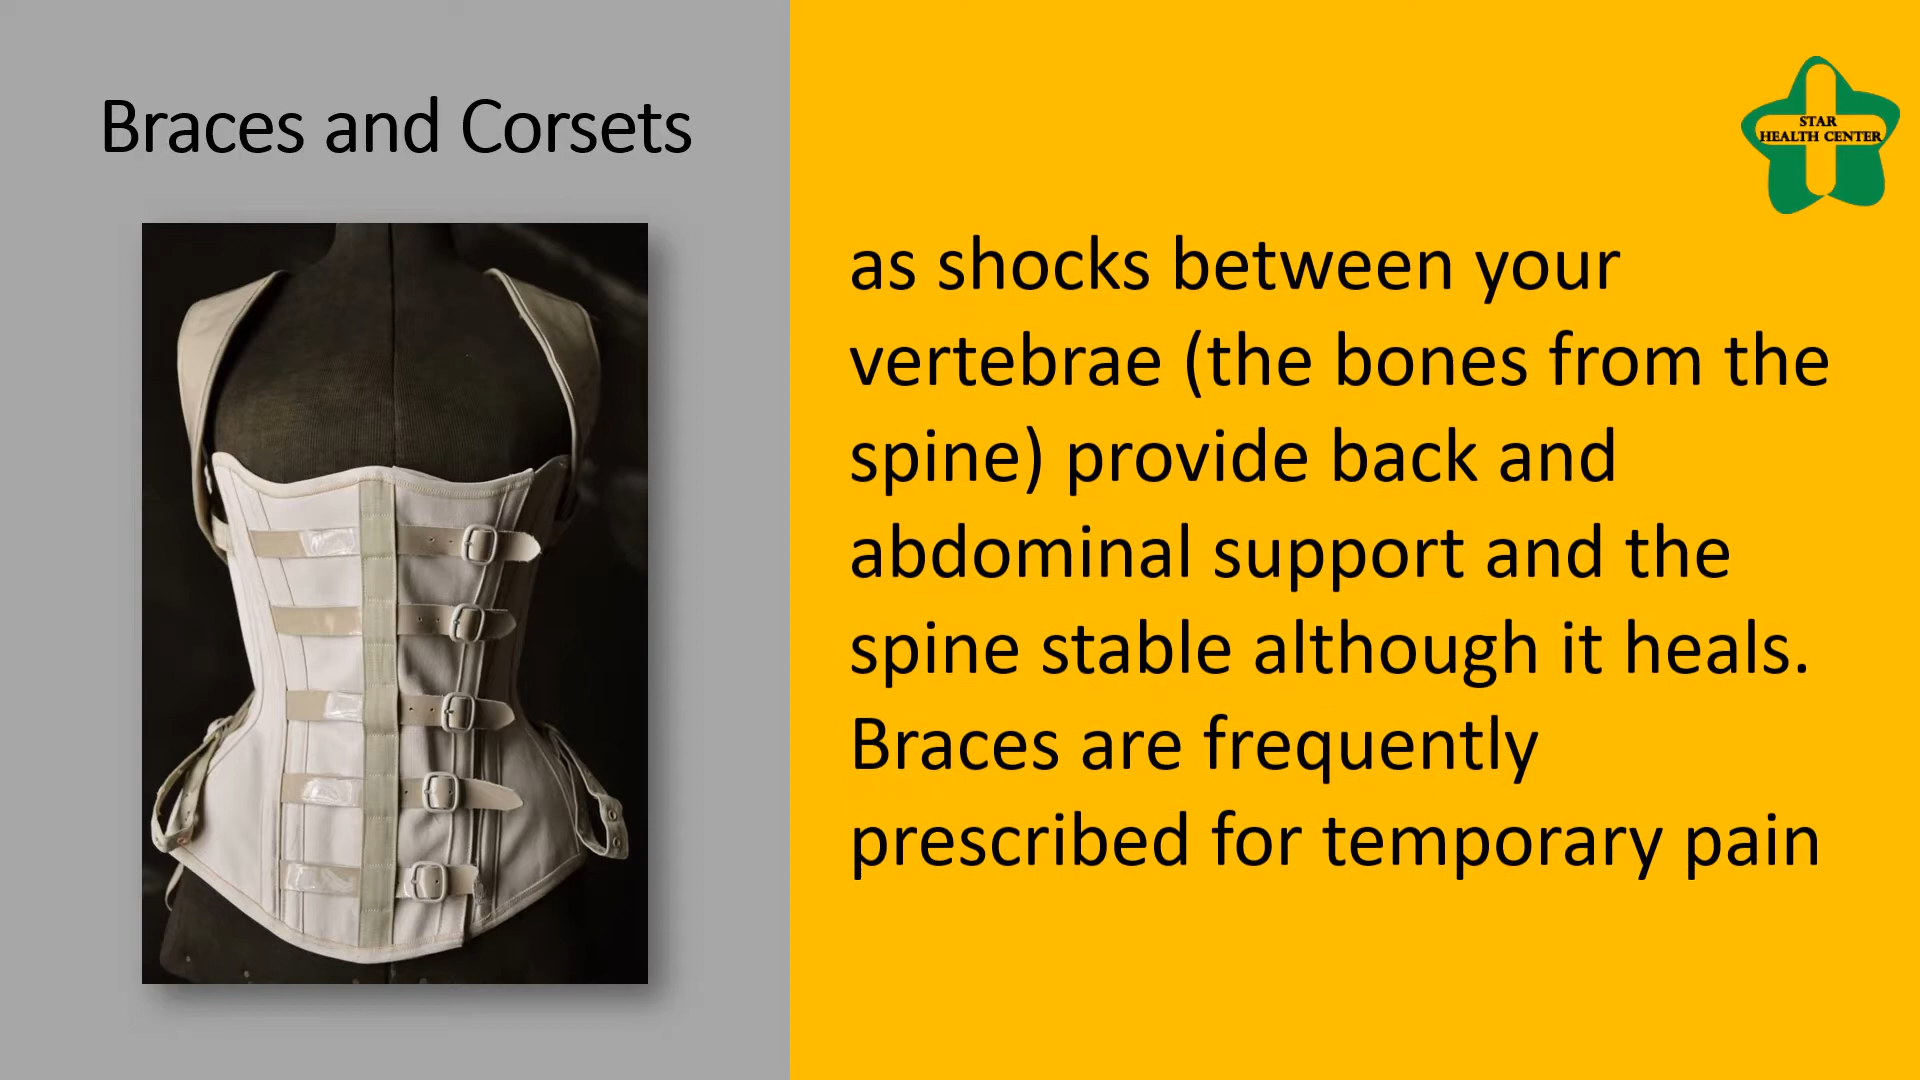 Braces and Corsets
STAR
HEALTH CENTER
as shocks between your
vertebrae (the bones from the
spine) provide back and
abdominal support and the
spine stable although it heals.
Braces are frequently
prescribed for temporary pain